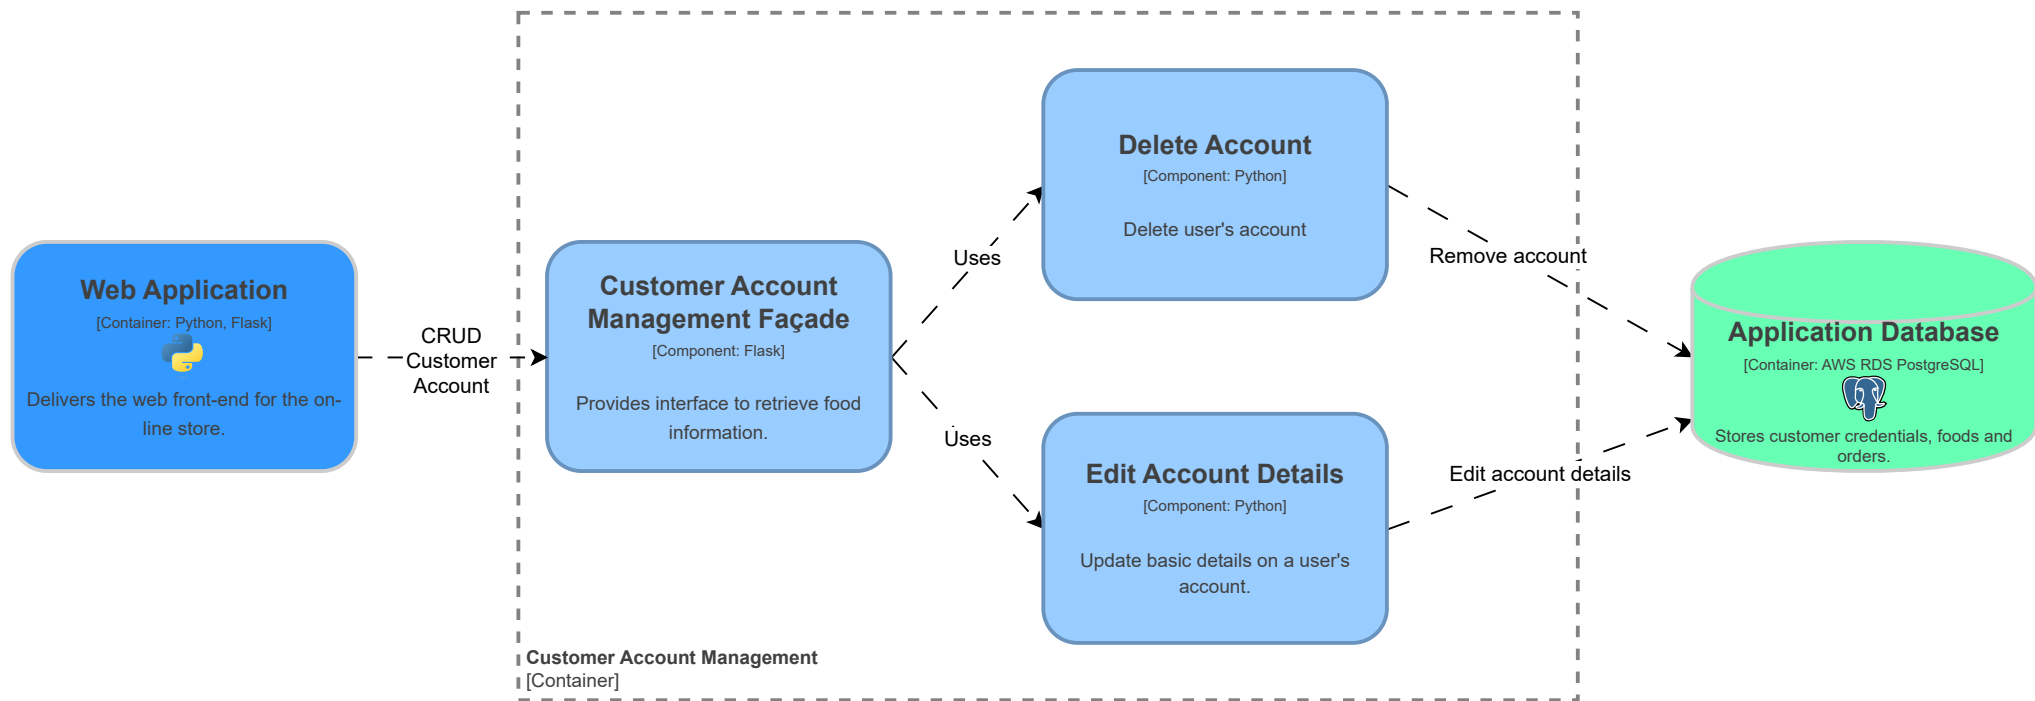 Web Application
[Container: Python, Flask]
Delivers the web front-end for the on-
line store.
CRUD
Customer
Account
Customer Account
Management Façade
[Component: Flask]
Provides interface to retrieve food
information.
Uses
Uses
Delete Account
[Component: Python]
Delete user's account
Edit Account Details
[Component: Python]
Update basic details on a user's
account.
Remove account
Edit account details
Application Database
[Container: AWS RDS PostgreSQL]
Stores customer credentials, foods and
orders.
Customer Account Management
[Container]